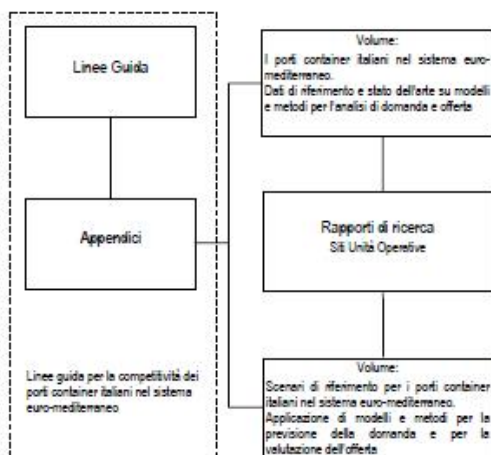 Linee Guida
Appendici
Linee guida per la competitività dei
porti container italiani nel sistema
euro-mediterraneo
Volume:
I porti container italiani nel sistema euro-
mediterraneo.
Dati di riferimento e stato dell'arte su modelli
e metodi per l'analisi di domanda e offerta
Rapporti di ricerca
Siti Unità Operative
Volume:
Scenari di riferimento per i porti container
italiani nel sistema euro-mediterraneo.
Applicazione di modelli e metodi per la
previsione della domanda e per la
valutazione dell'offerta